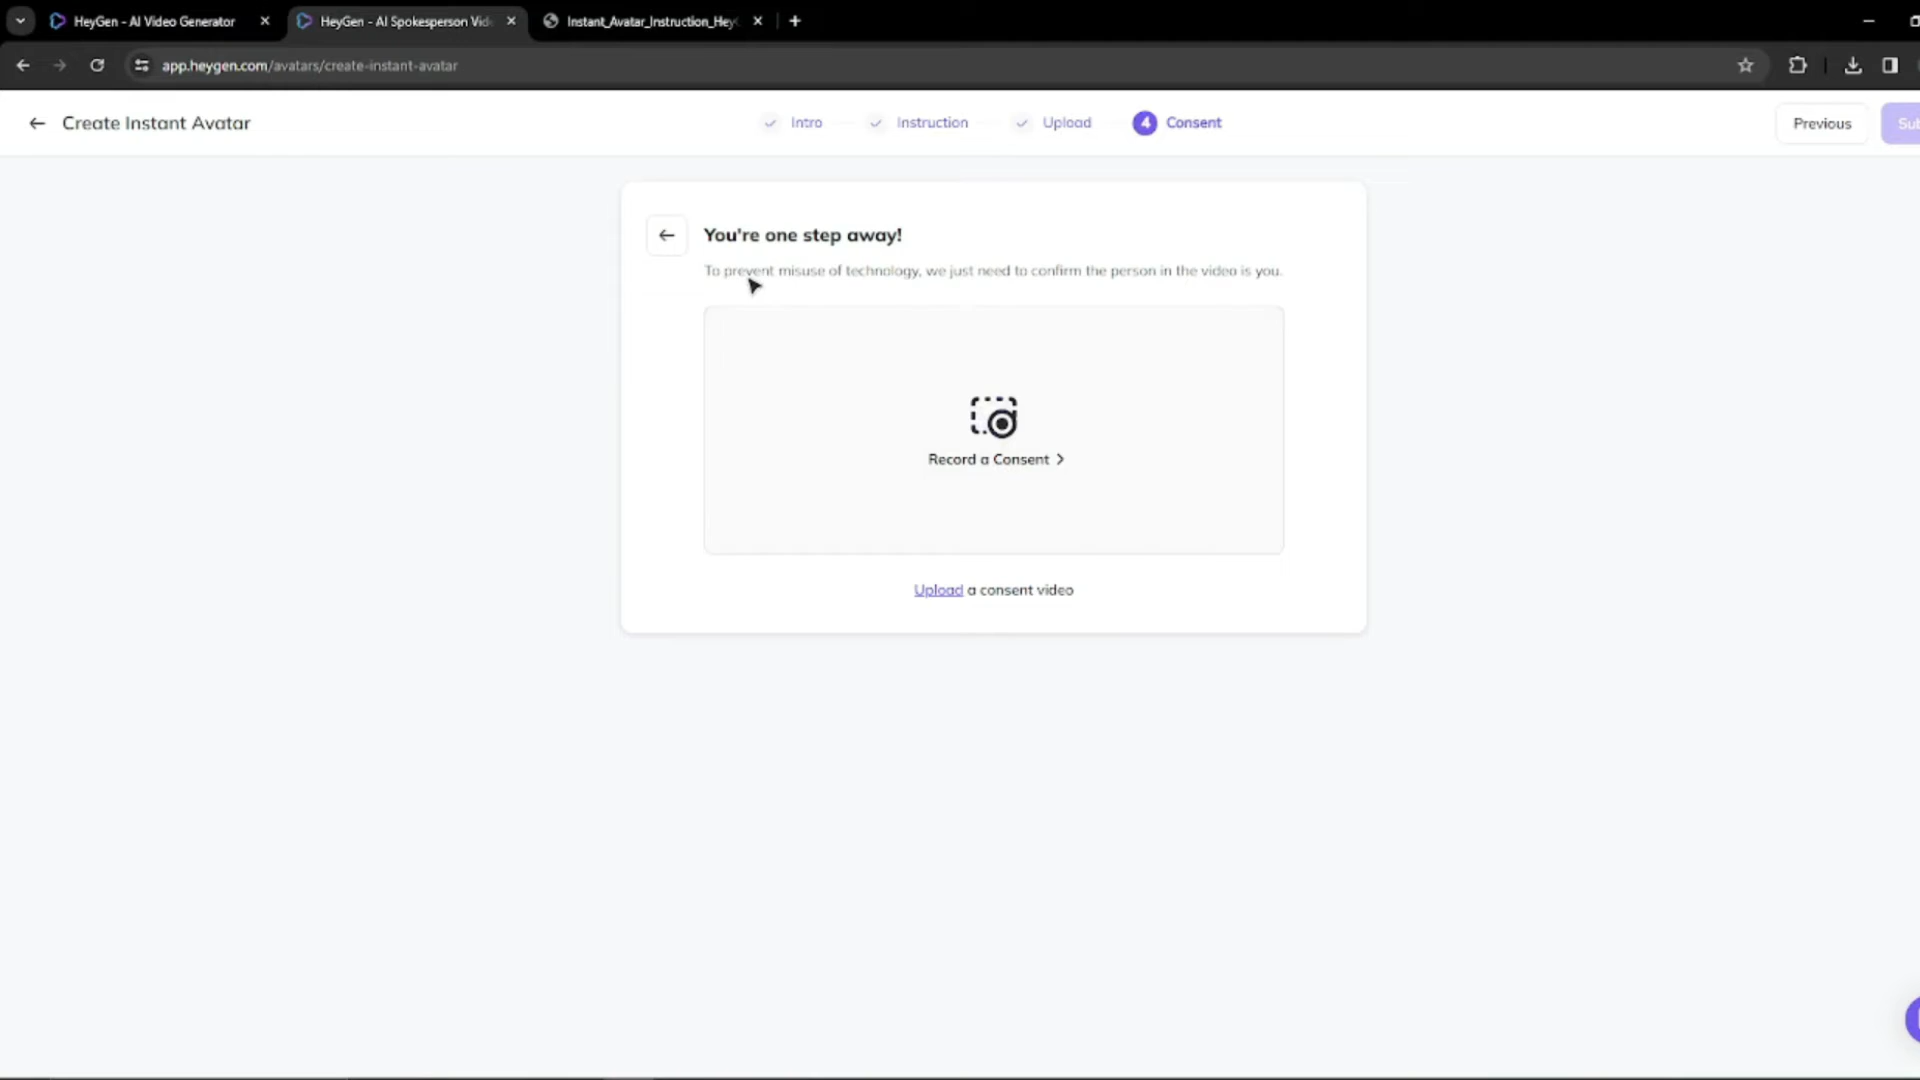 HeyGen - AI Video Generator
HeyGen - AI Spokesperson Vid
Instant_Avatar_Instruction_Hey
app.heygen.com/avatars/create-instant-avatar
Create Instant Avatar
Intro
Instruction
Upload
4
Consent
Previous
Sub
You're one step away!
To prevent misuse of technology, we just need to confirm the person in the video is you.
Record a Consent
Upload a consent video